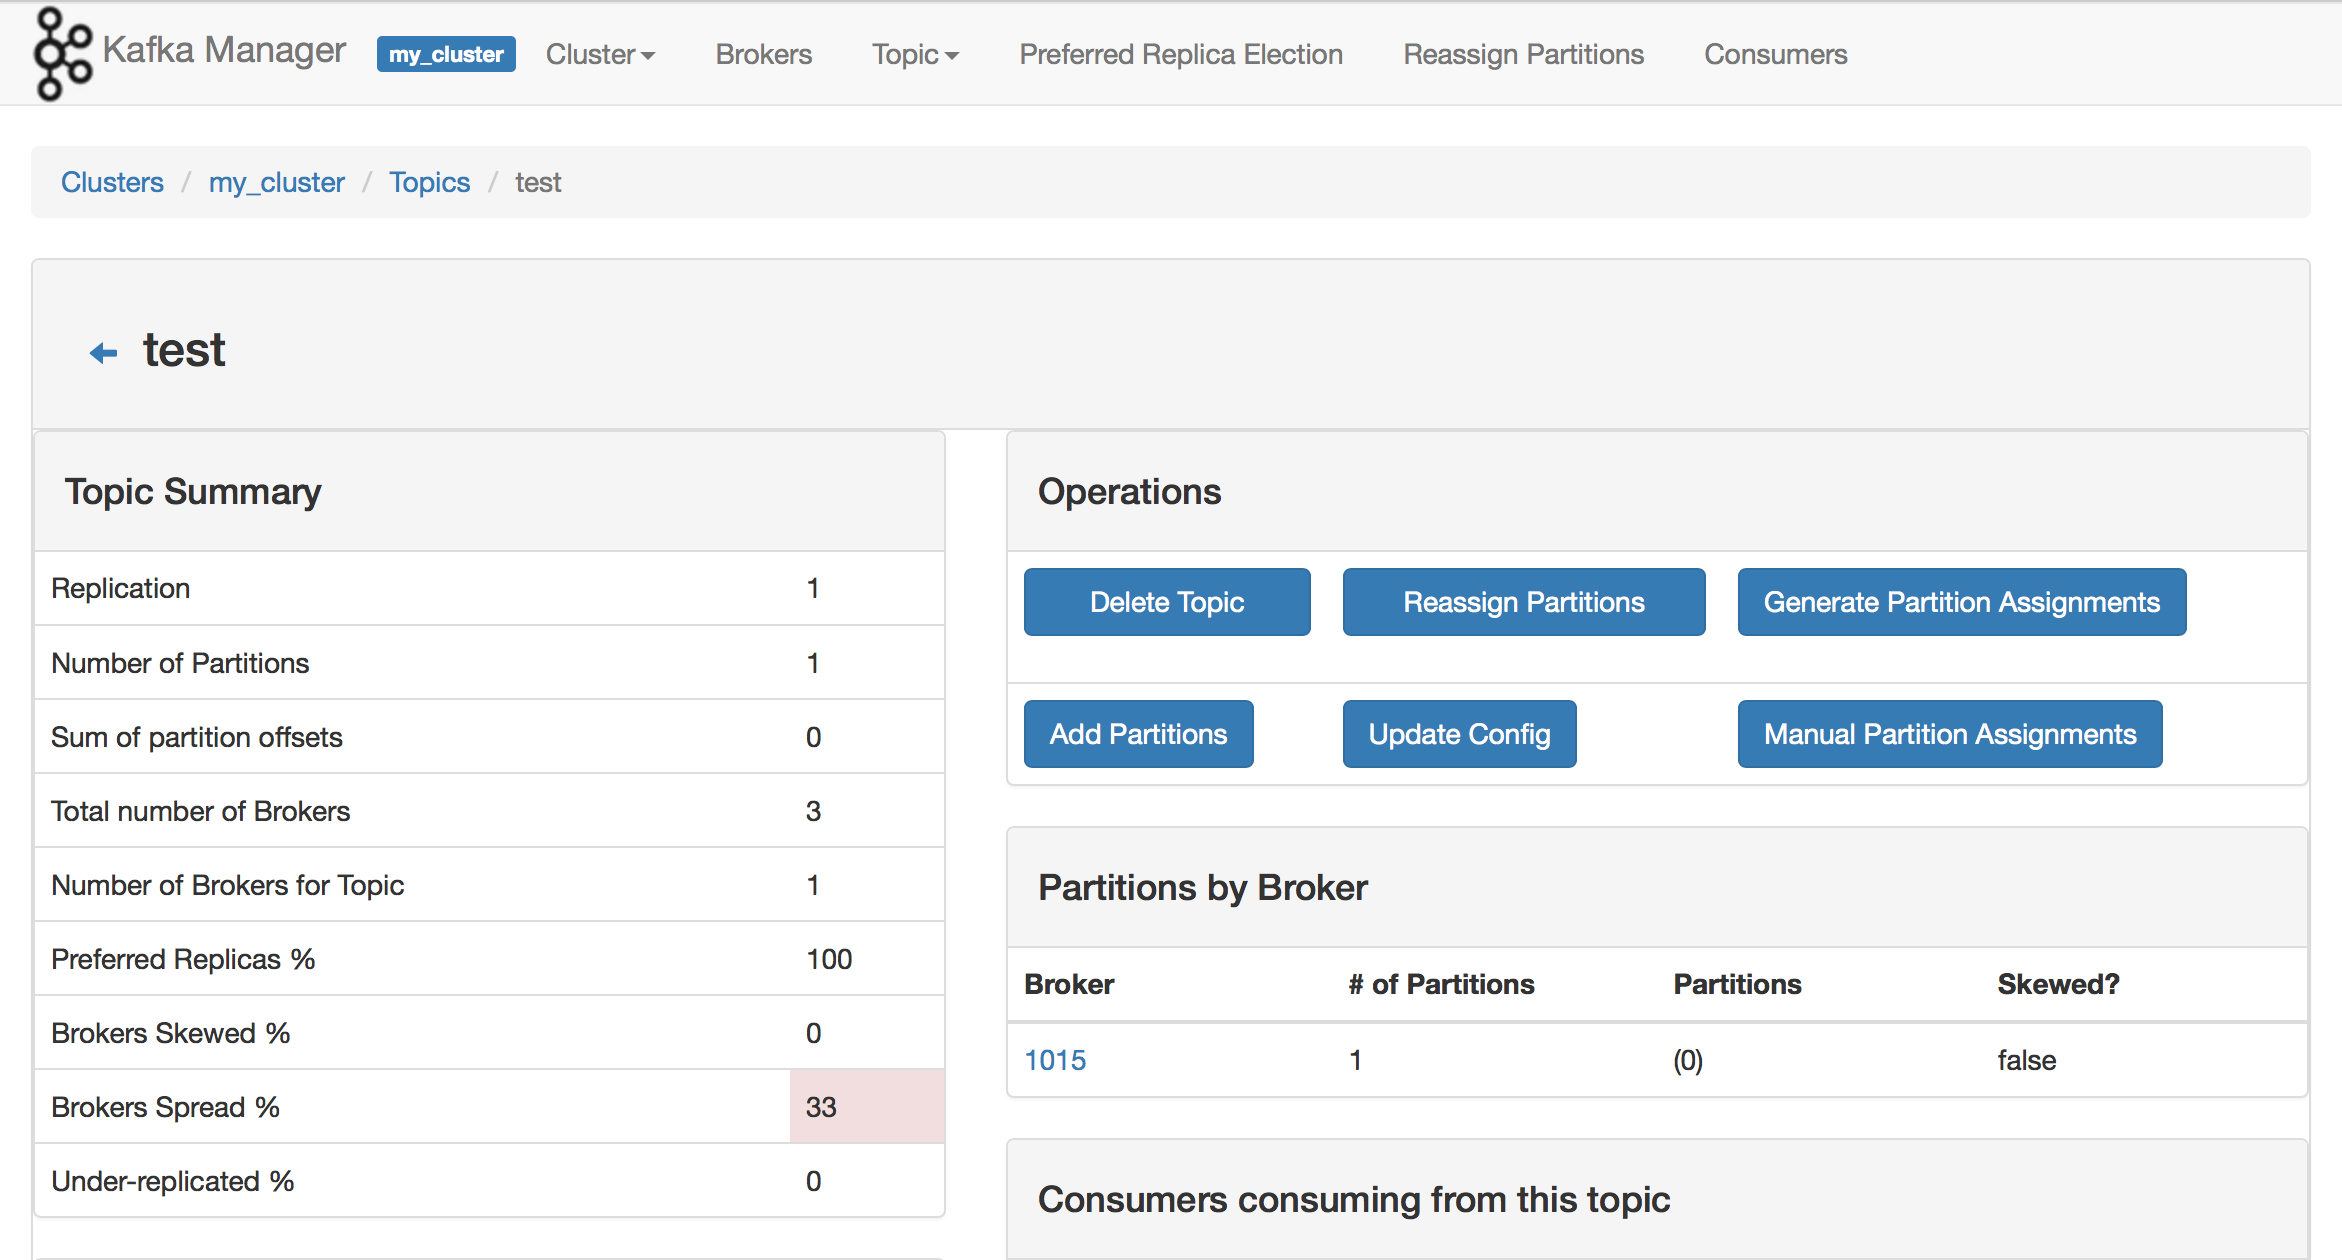 Kafka Manager my_cluster Cluster Brokers Topic Preferred Replica Election Reassign Partitions Consumers
Clusters / my_cluster / Topics / test
test
Topic Summary
Replication 1
Number of Partitions 1
Sum of partition offsets 0
Total number of Brokers 3
Number of Brokers for Topic 1
Preferred Replicas % 100
Brokers Skewed % 0
Brokers Spread % 33
Under-replicated % 0
Operations
Delete Topic Reassign Partitions Generate Partition Assignments
Add Partitions Update Config Manual Partition Assignments
Partitions by Broker
Broker # of Partitions Partitions Skewed?
1015 1 (0) false
Consumers consuming from this topic